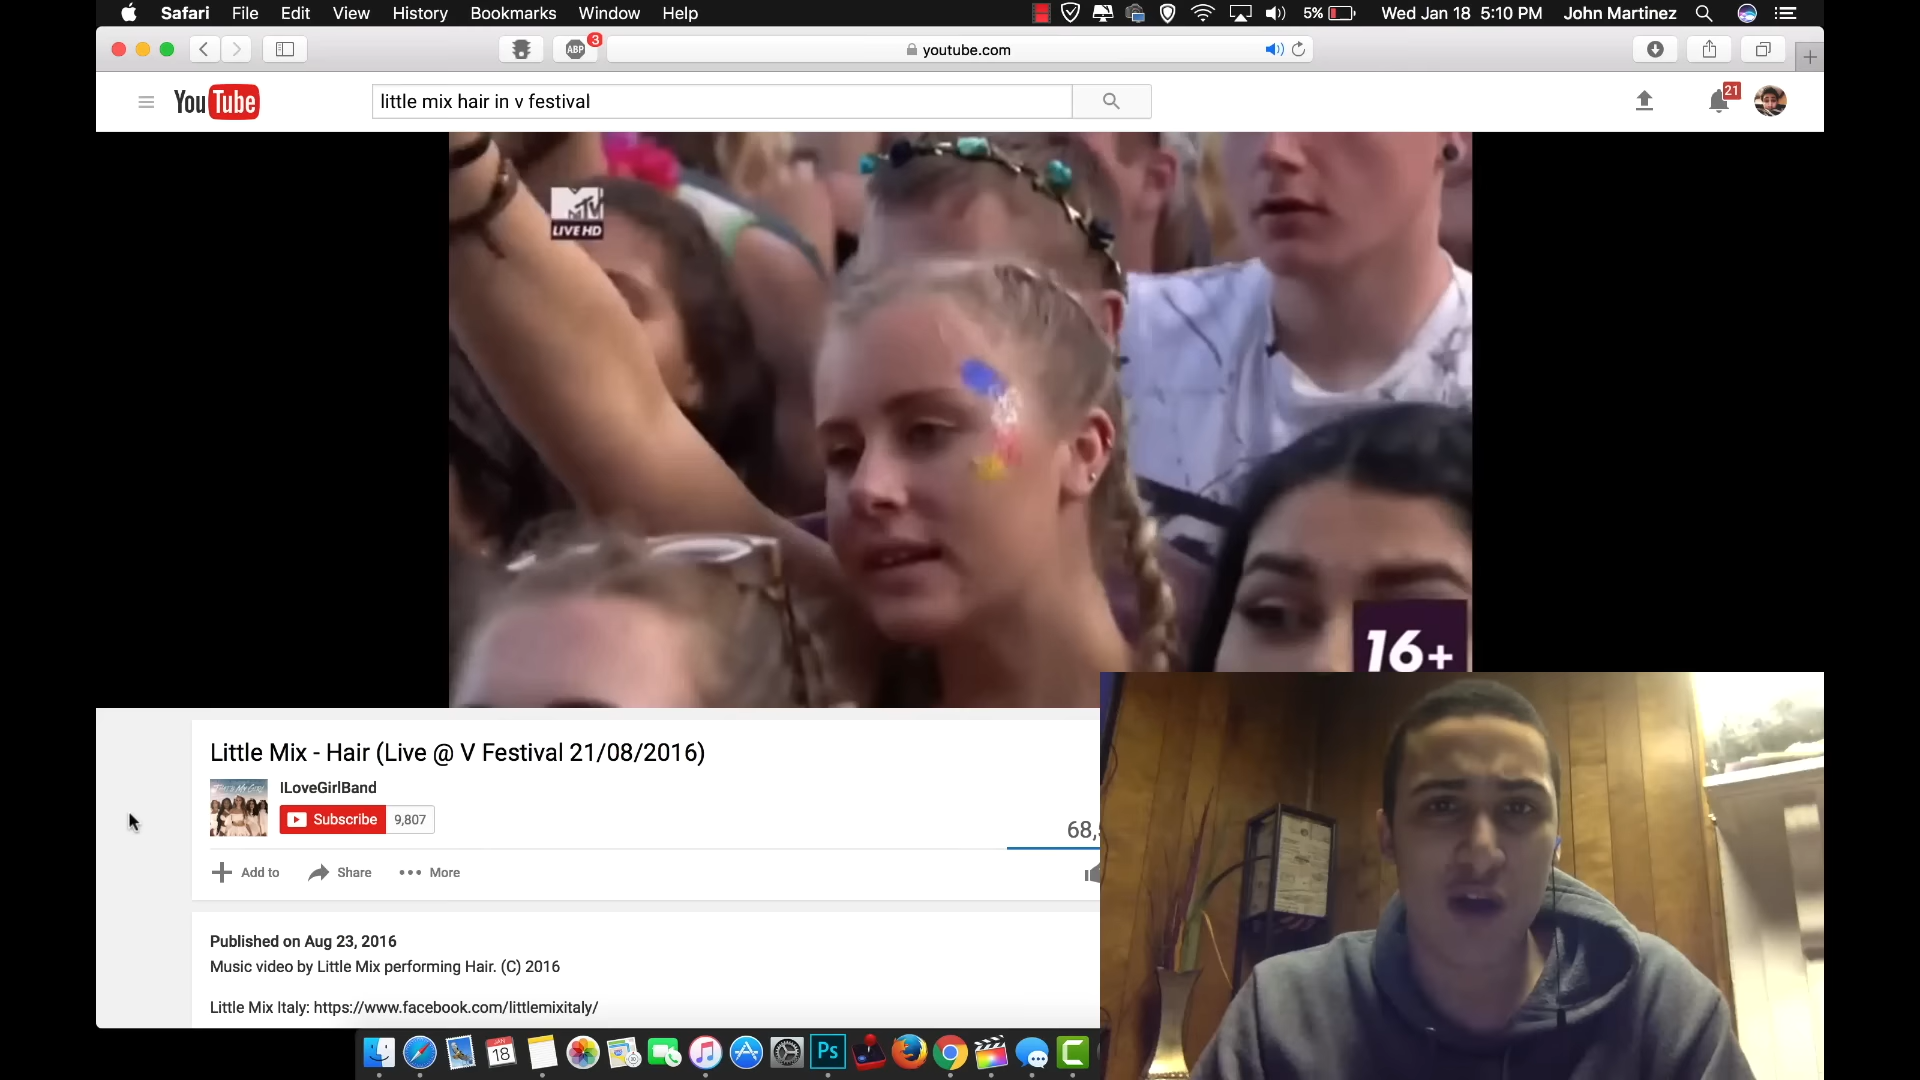 Safari File Edit View History Bookmarks Window Help 5% Wed Jan 18 5:10 PM John Martinez
ABP 3 youtube.com
YouTube little mix hair in v festival 21
MTV
LIVE HD
16+
Little Mix - Hair (Live @ V Festival 21/08/2016)
ILoveGirlBand
Subscribe 9,807
Add to Share More
Published on Aug 23, 2016
Music video by Little Mix performing Hair. (C) 2016
Little Mix Italy: https://www.facebook.com/littlemixitaly/
JAN
18
Ps